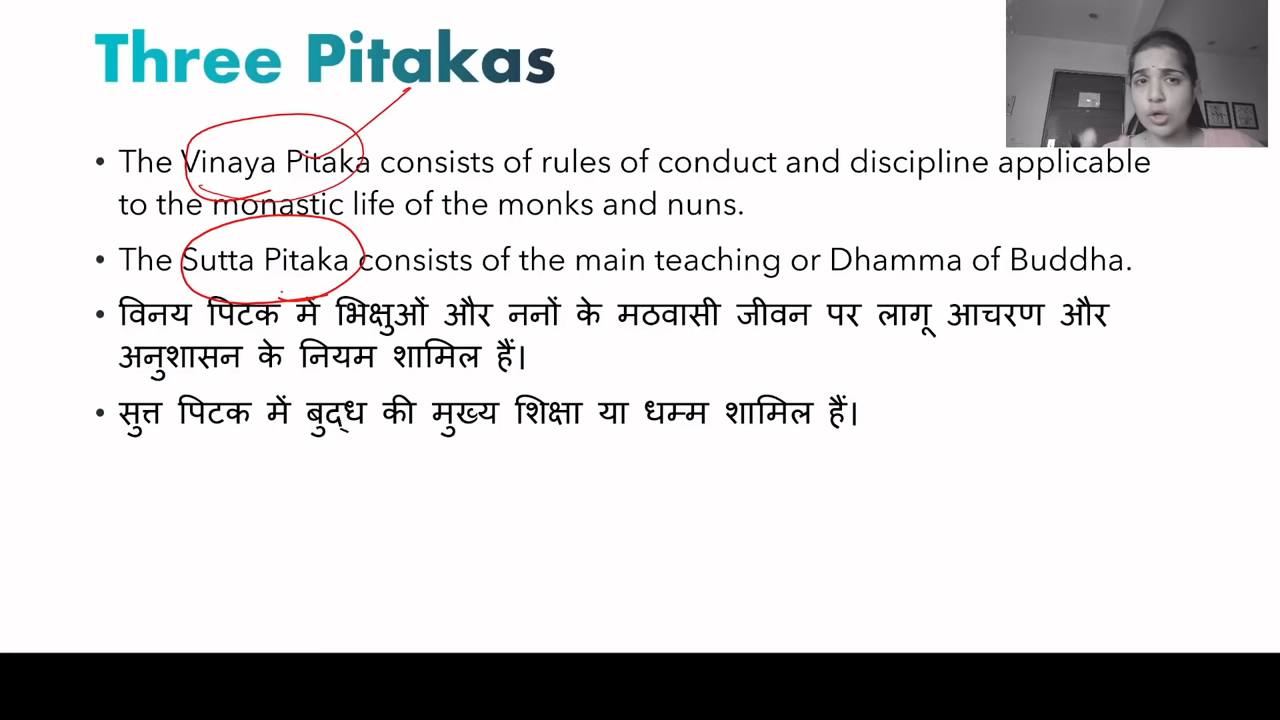 Three Pitakas
• The Vinaya Pitaka consists of rules of conduct and discipline applicable
to the monastic life of the monks and nuns.
• The Sutta Pitaka consists of the main teaching or Dhamma of Buddha.
• विनय पिटक में भिक्षुओं और ननों के मठवासी जीवन पर लागू आचरण और
अनुशासन के नियम शामिल हैं।
• सुत्त पिटक में बुद्ध की मुख्य शिक्षा या धम्म शामिल हैं।